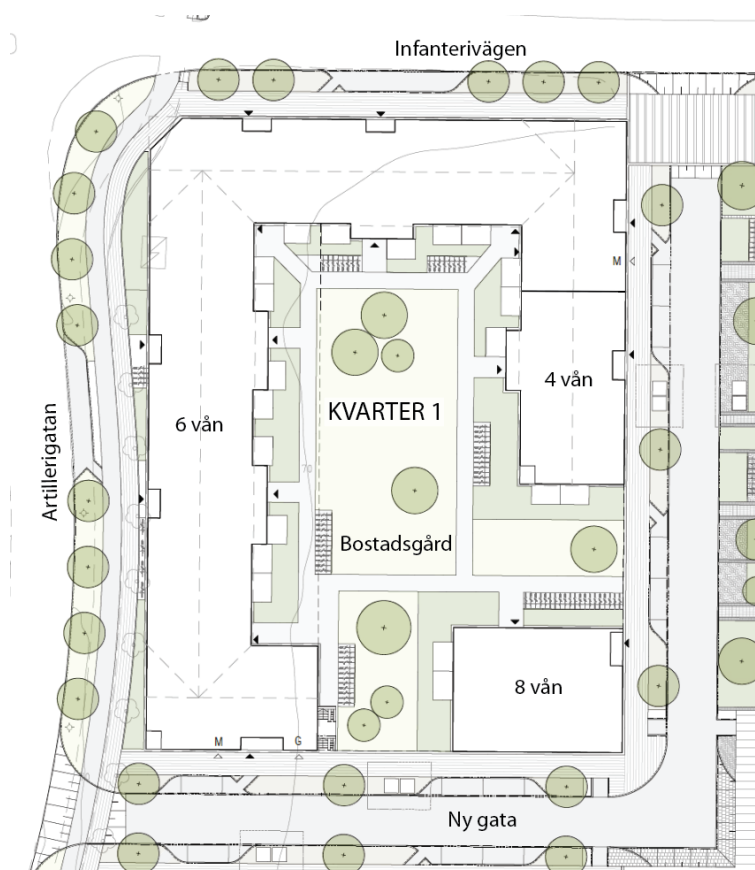 Infanterivägen
M
4 vån
KVARTER 1
6 vån
Artillerigatan
70
Bostadsgård
8 vån
M
G
Ny gata